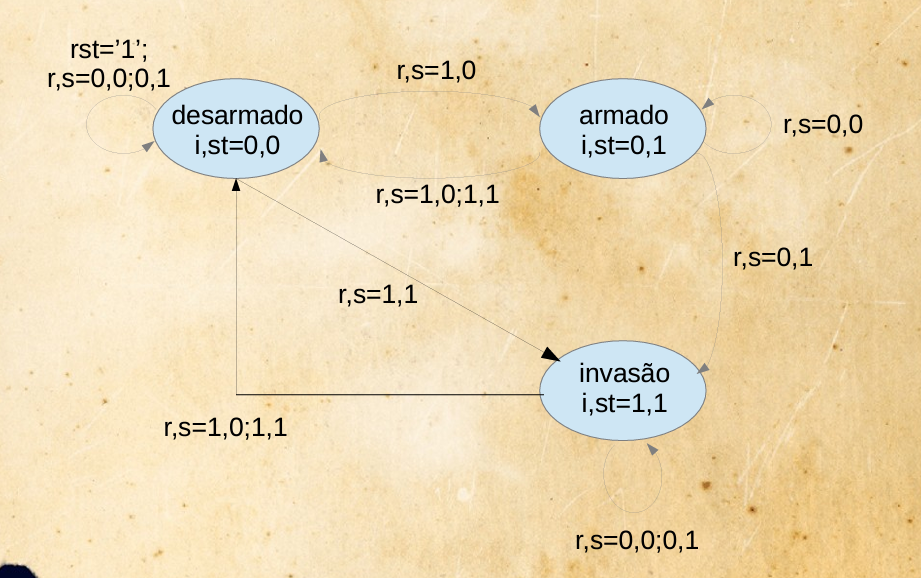 rst=’1’;
r,s=0,0;0,1
desarmado
i,st=0,0
r,s=1,0
armado
i,st=0,1
r,s=0,0
r,s=1,0;1,1
r,s=0,1
r,s=1,1
invasão
i,st=1,1
r,s=1,0;1,1
r,s=0,0;0,1